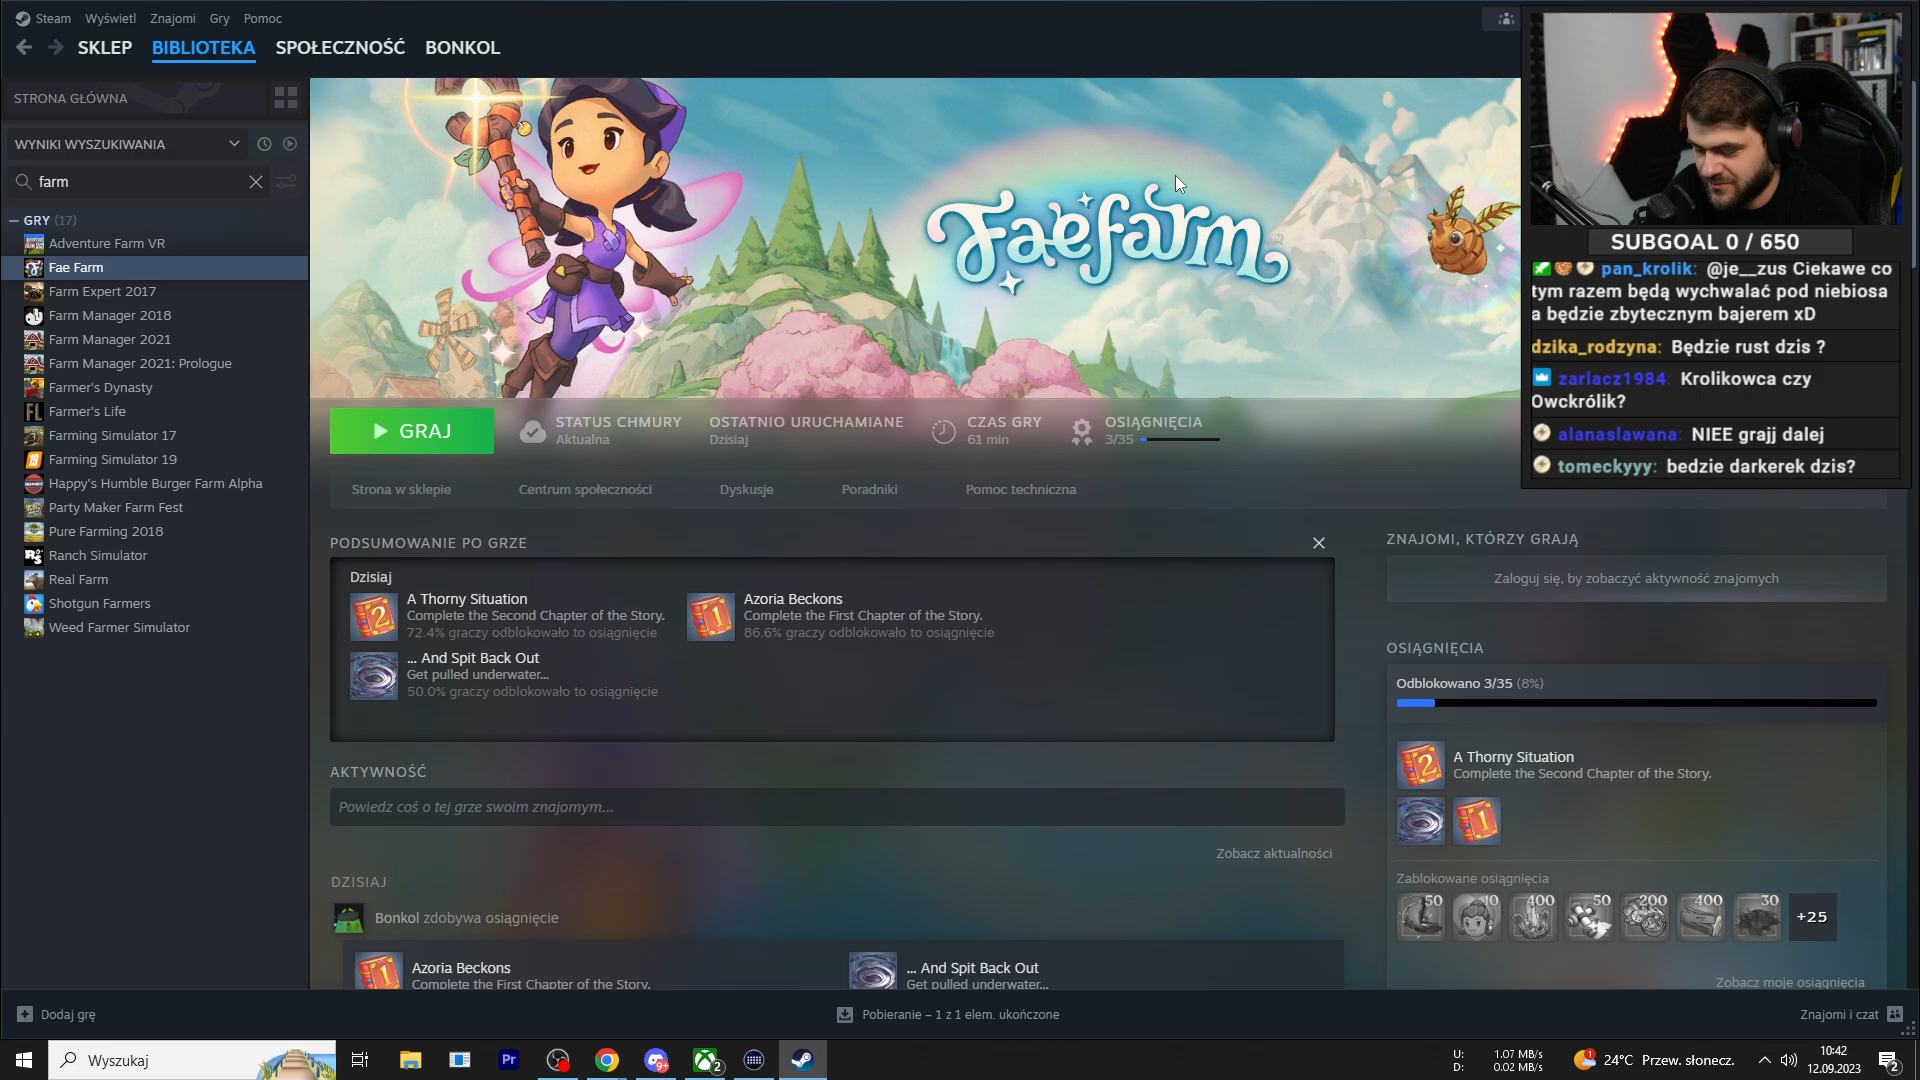 Steam Wyświetl Znajomi Gry Pomoc
SKLEP BIBLIOTEKA SPOŁECZNOŚĆ BONKOL
STRONA GŁÓWNA
WYNIKI WYSZUKIWANIA
farm
GRY (17)
Adventure Farm VR
Fae Farm
Farm Expert 2017
Farm Manager 2018
Farm Manager 2021
Farm Manager 2021: Prologue
Farmer's Dynasty
Farmer's Life
Farming Simulator 17
Farming Simulator 19
Happy's Humble Burger Farm Alpha
Party Maker Farm Fest
Pure Farming 2018
Ranch Simulator
Real Farm
Shotgun Farmers
Weed Farmer Simulator
Faefarm
GRAJ
STATUS CHMURY
Aktualna
OSTATNIO URUCHAMIANE
Dzisiaj
CZAS GRY
61 min
OSIĄGNIĘCIA
3/35
Strona w sklepie Centrum społeczności Dyskusje Poradniki Pomoc techniczna
PODSUMOWANIE PO GRZE
Dzisiaj
A Thorny Situation
Complete the Second Chapter of the Story.
72.4% graczy odblokowało to osiągnięcie
Azoria Beckons
Complete the First Chapter of the Story.
86.6% graczy odblokowało to osiągnięcie
... And Spit Back Out
Get pulled underwater...
50.0% graczy odblokowało to osiągnięcie
AKTYWNOŚĆ
Powiedz coś o tej grze swoim znajomym...
Zobacz aktualności
DZISIAJ
Bonkol zdobywa osiągnięcie
Azoria Beckons
Complete the First Chapter of the Story.
... And Spit Back Out
Get pulled underwater...
SUBGOAL 0 / 650
pan_krolik: @je__zus Ciekawe co
tym razem będą wychwalać pod niebiosa
a będzie zbytecznym bajerem xD
dzika_rodzyna: Będzie rust dzis ?
zarlacz1984: Krolikowca czy
Owckrólik?
alanaslawana: NIEE grajj dalej
tomeckyyy: bedzie darkerek dzis?
ZNAJOMI, KTÓRZY GRAJĄ
Zaloguj się, by zobaczyć aktywność znajomych
OSIĄGNIĘCIA
Odblokowano 3/35 (8%)
A Thorny Situation
Complete the Second Chapter of the Story.
Zablokowane osiągnięcia
50 10 400 50 200 400 30 +25
Zobacz moje osiągnięcia
Dodaj grę
Pobieranie – 1 z 1 elem. ukończone
Znajomi i czat
Wyszukaj
Pr
9+
2
U: 1.07 MB/s
D: 0.02 MB/s
1
24°C Przew. słonecz.
10:42
12.09.2023
2